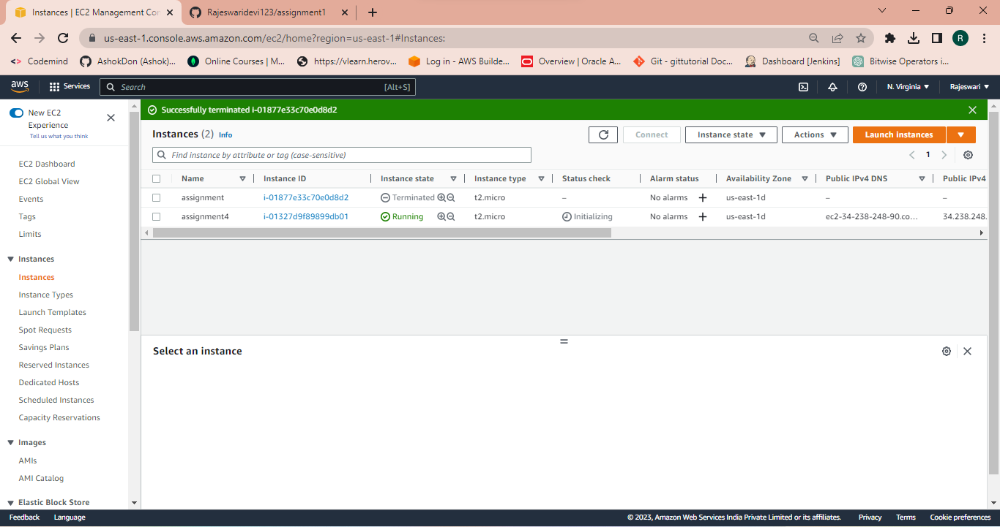 Instances | EC2 Management Con
Rajeswaridevi123/assignment1
us-east-1.console.aws.amazon.com/ec2/home?region=us-east-1#Instances:
R
<> Codemind
AshokDon (Ashok)...
Online Courses | M...
https://vlearn.herov...
Log in - AWS Builde...
Overview | Oracle A...
Git - gittutorial Doc...
Dashboard [Jenkins]
Bitwise Operators i...
aws
Services
Search
[Alt+S]
N. Virginia
Rajeswari
New EC2
Experience
Tell us what you think
EC2 Dashboard
EC2 Global View
Events
Tags
Limits
Instances
Instances
Instance Types
Launch Templates
Spot Requests
Savings Plans
Reserved Instances
Dedicated Hosts
Scheduled Instances
Capacity Reservations
Images
AMIs
AMI Catalog
Elastic Block Store
Successfully terminated i-01877e33c70e0d8d2
Instances (2) Info
Connect
Instance state
Actions
Launch instances
Find instance by attribute or tag (case-sensitive)
1
Name Instance ID Instance state Instance type Status check Alarm status Availability Zone Public IPv4 DNS Public IPv4
assignment i-01877e33c70e0d8d2 Terminated t2.micro – No alarms + us-east-1d – –
assignment4 i-01327d9f89899db01 Running t2.micro Initializing No alarms + us-east-1d ec2-34-238-248-90.co... 34.238.248.
Select an instance
Feedback Language © 2023, Amazon Web Services India Private Limited or its affiliates. Privacy Terms Cookie preferences